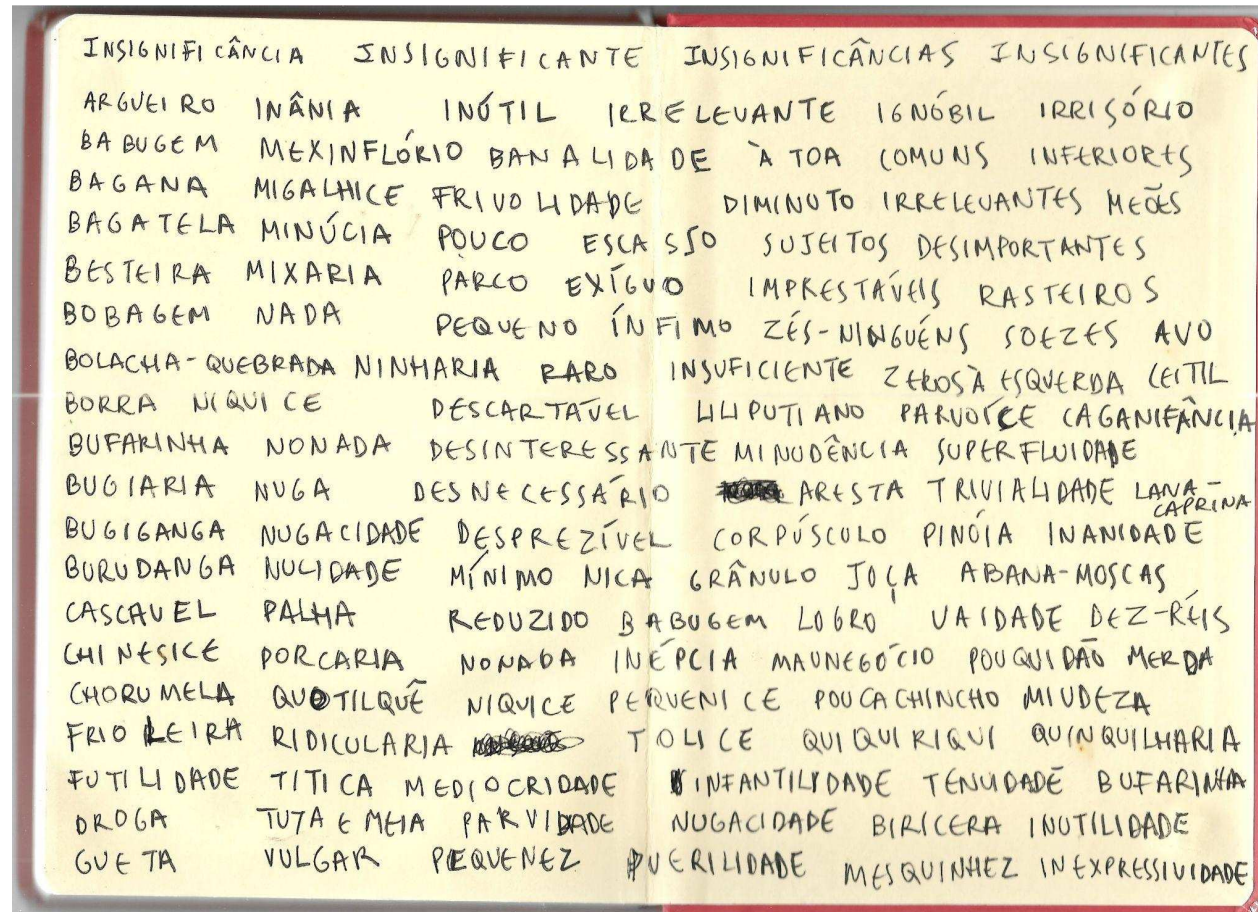 INSIGNIFICÂNCIA INSIGNIFICANTE INSIGNIFICÂNCIAS INSIGNIFICANTES
ARGUEIRO INÂNIA INÚTIL IRRELEVANTE IGNÓBIL IRRISÓRIO
BABUGEM MEXINFLÓRIO BANALIDADE À TOA COMUNS INFERIORES
BAGANA MIGALHICE FRIVOLIDADE DIMINUTO IRRELEVANTES MEÕES
BAGATELA MINÚCIA POUCO ESCASSO SUJEITOS DESIMPORTANTES
BESTEIRA MIXARIA PARCO EXÍGUO IMPRESTÁVEIS RASTEIROS
BOBAGEM NADA PEQUENO ÍNFIMO ZÉS-NINGUÉNS SOEZES AVO
BOLACHA-QUEBRADA NINHARIA RARO INSUFICIENTE ZEROS À ESQUERDA CEITIL
BORRA NIQUICE DESCARTÁVEL LILIPUTIANO PARVOÍCE CAGANIFÂNCIA
BUFARINHA NONADA DESINTERESSANTE MINUDÊNCIA SUPERFLUIDADE
BUGIARIA NUGA DESNECESSÁRIO ARESTA TRIVIALIDADE LANA-CAPRINA
BUGIGANGA NUGACIDADE DESPREZÍVEL CORPÚSCULO PINÓIA INANIDADE
BURUDANGA NULIDADE MÍNIMO NICA GRÂNULO JOÇA ABANA-MOSCAS
CASCAVEL PALHA REDUZIDO BABUGEM LOGRO VAIDADE DEZ-RÉIS
CHINESICE PORCARIA NONADA INÉPCIA MAUNEGÓCIO POUQUIDÃO MERDA
CHORUMELA QUOTILQUÊ NIQUICE PEQUENICE POUCACHINCHO MIUDEZA
FRIOLEIRA RIDICULARIA TOLICE QUIQUIRIQUI QUINQUILHARIA
FUTILIDADE TITICA MEDIOCRIDADE INFANTILIDADE TENUIDADE BUFARINHA
DROGA TUTA E MEIA PARVIDADE NUGACIDADE BIRICERA INUTILIDADE
GUETA VULGAR PEQUENEZ PUERILIDADE MESQUINHEZ INEXPRESSIVIDADE